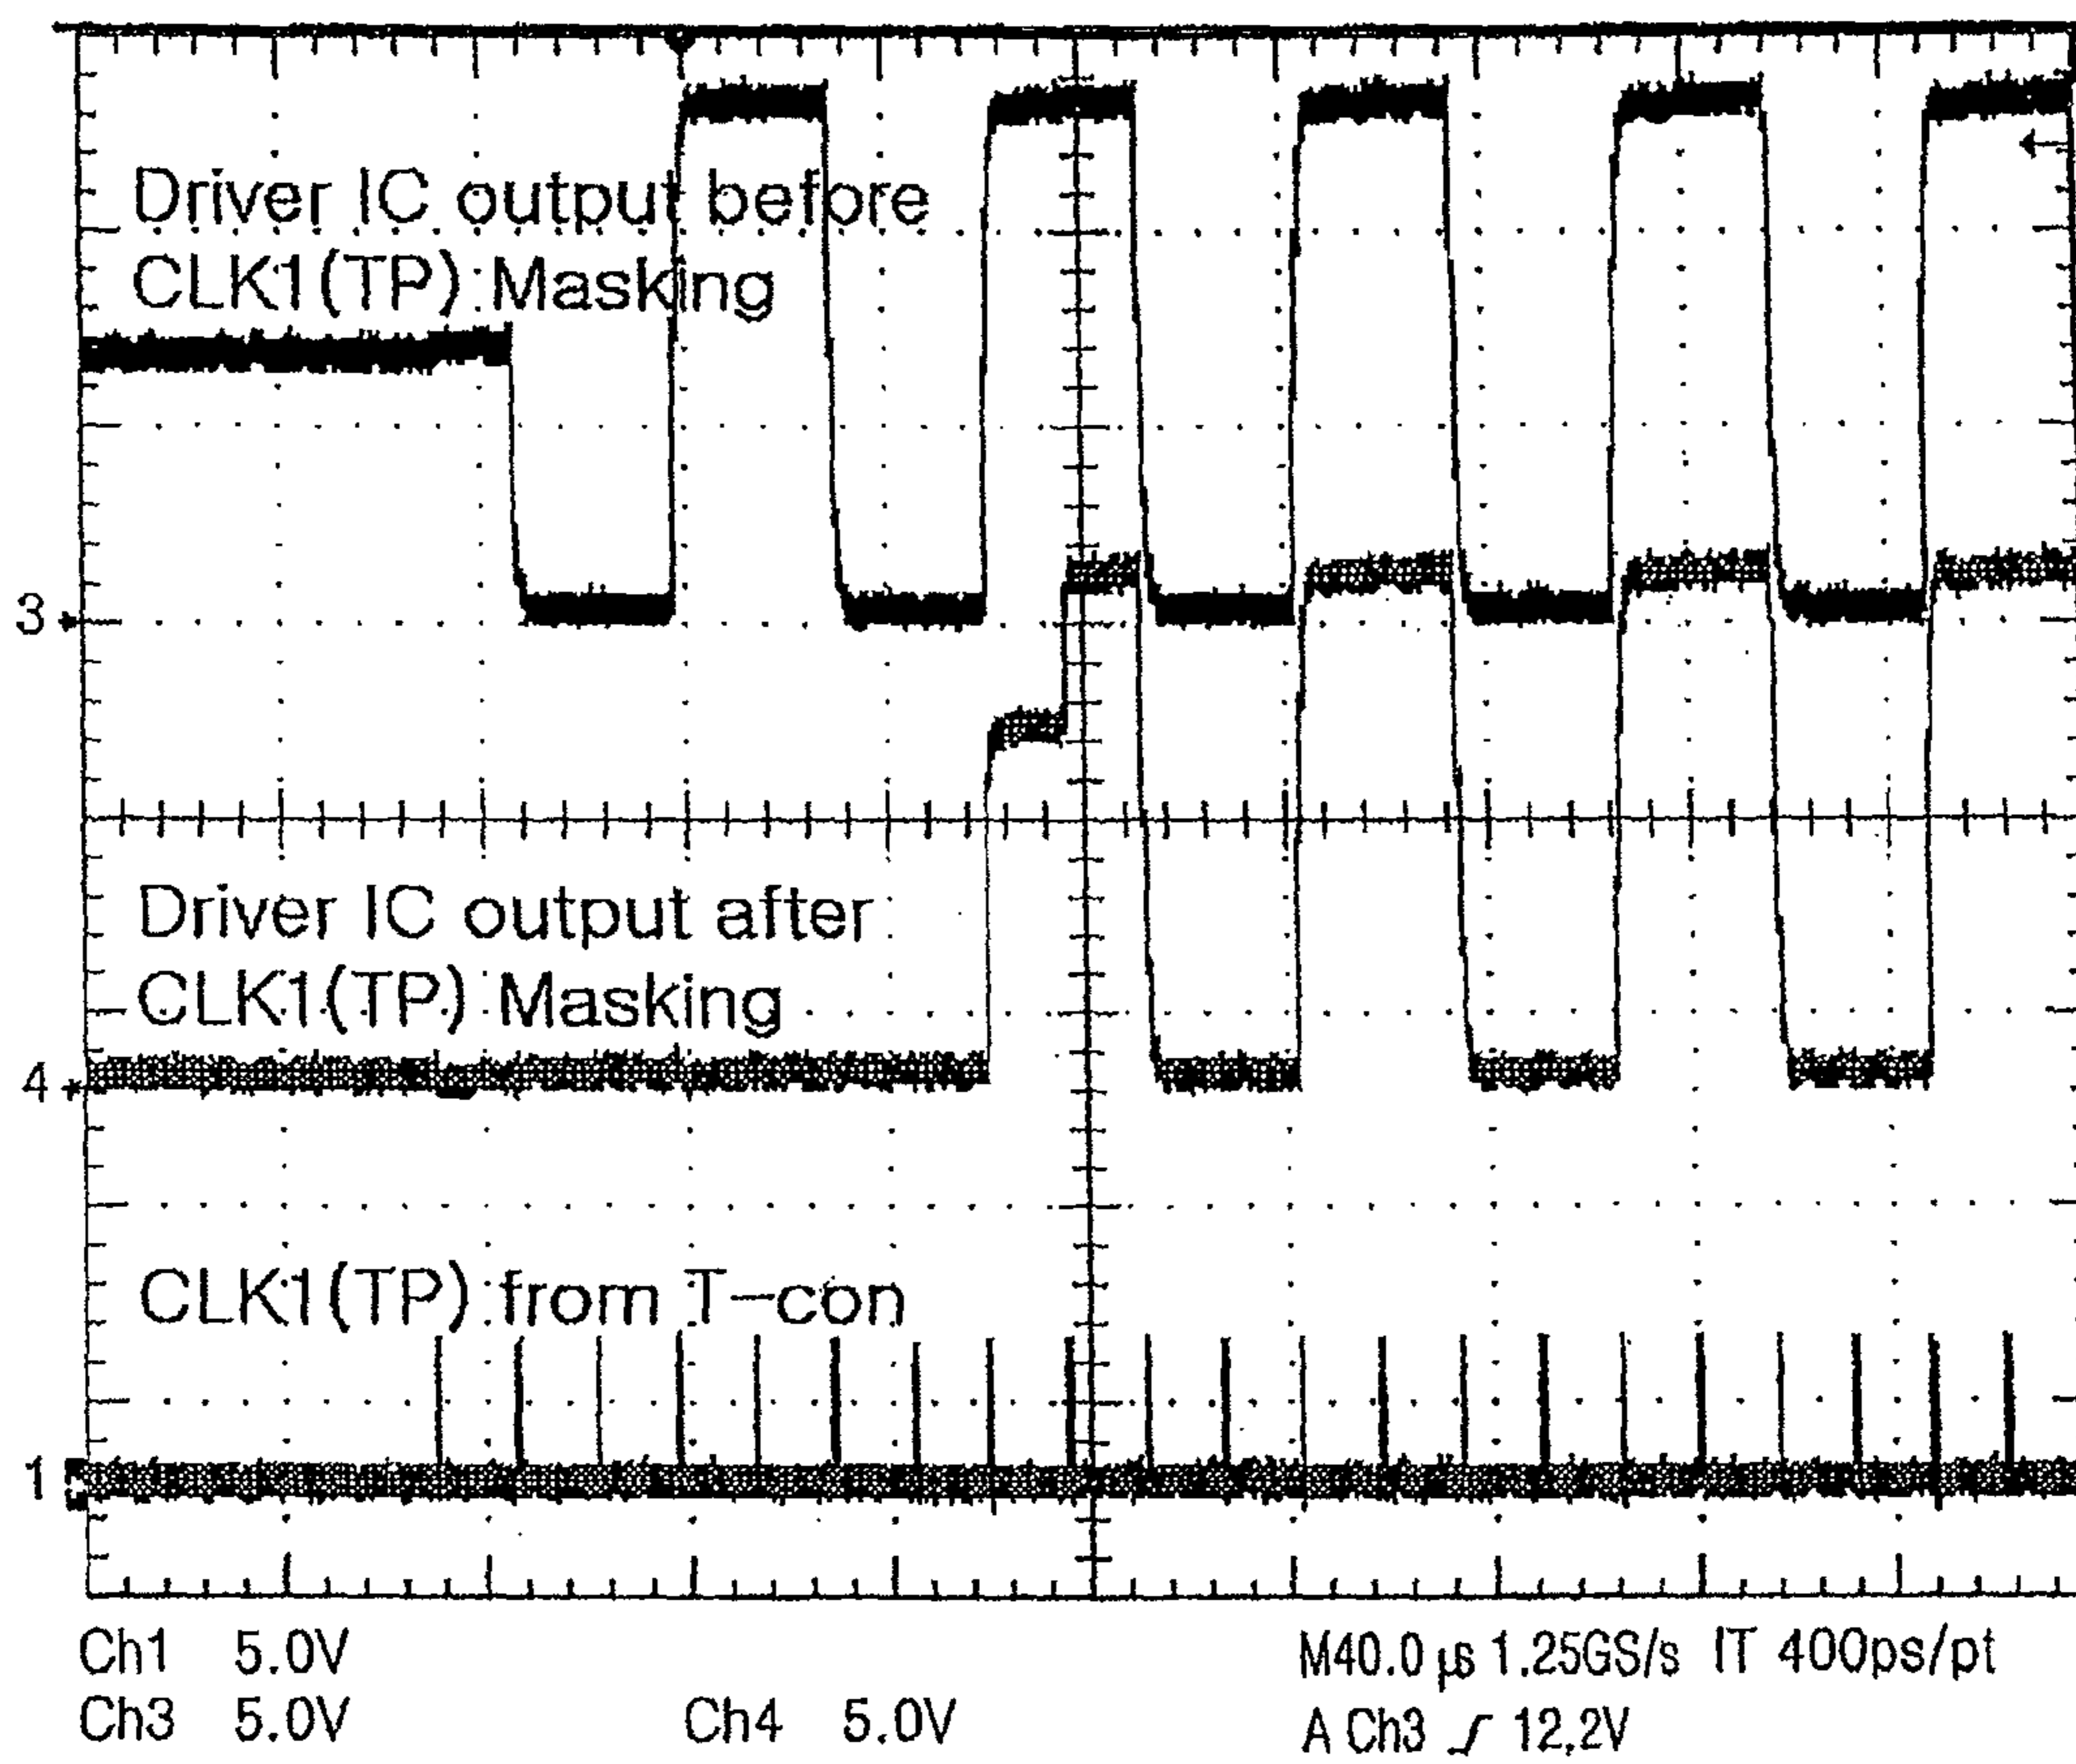 Driver IC output before
CLK1(TP) Masking
3
Driver IC output after
CLK1(TP) Masking
4
CLK1(TP) from T-con
1
Ch1 5.0V
M40.0 µs 1.25GS/s IT 400ps/pt
Ch3 5.0V
Ch4 5.0V
A Ch3 ⎍ 12.2V